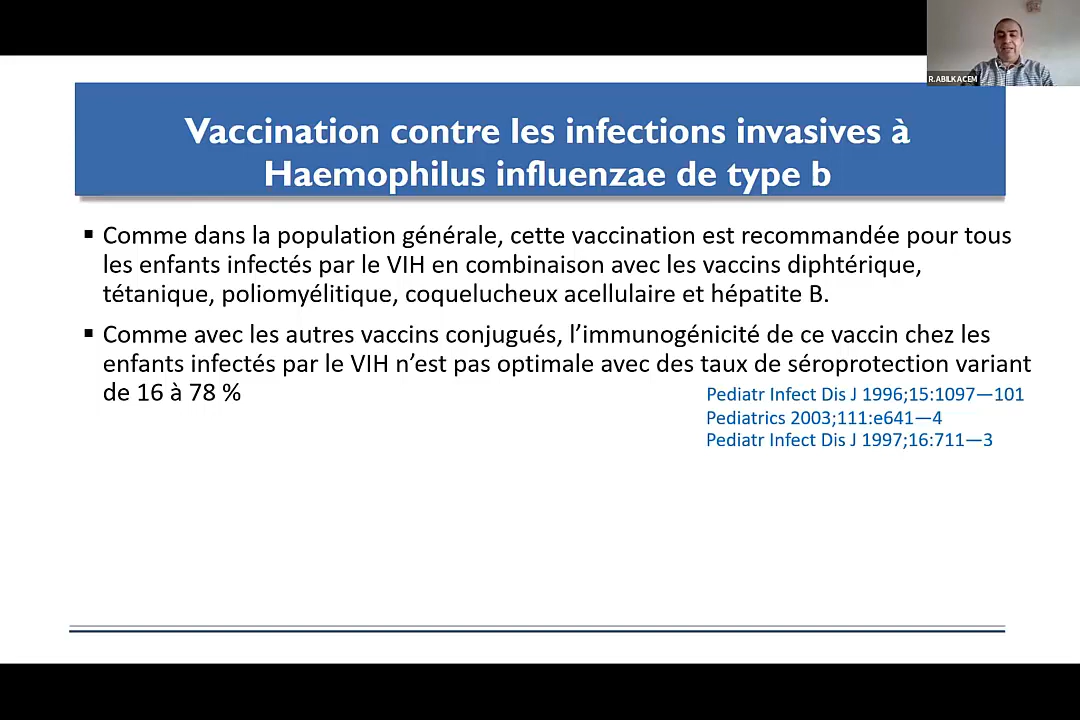 R.ABILKACEM
Vaccination contre les infections invasives à
Haemophilus influenzae de type b
▪ Comme dans la population générale, cette vaccination est recommandée pour tous
les enfants infectés par le VIH en combinaison avec les vaccins diphtérique,
tétanique, poliomyélitique, coquelucheux acellulaire et hépatite B.
▪ Comme avec les autres vaccins conjugués, l’immunogénicité de ce vaccin chez les
enfants infectés par le VIH n’est pas optimale avec des taux de séroprotection variant
de 16 à 78 %
Pediatr Infect Dis J 1996;15:1097—101
Pediatrics 2003;111:e641—4
Pediatr Infect Dis J 1997;16:711—3